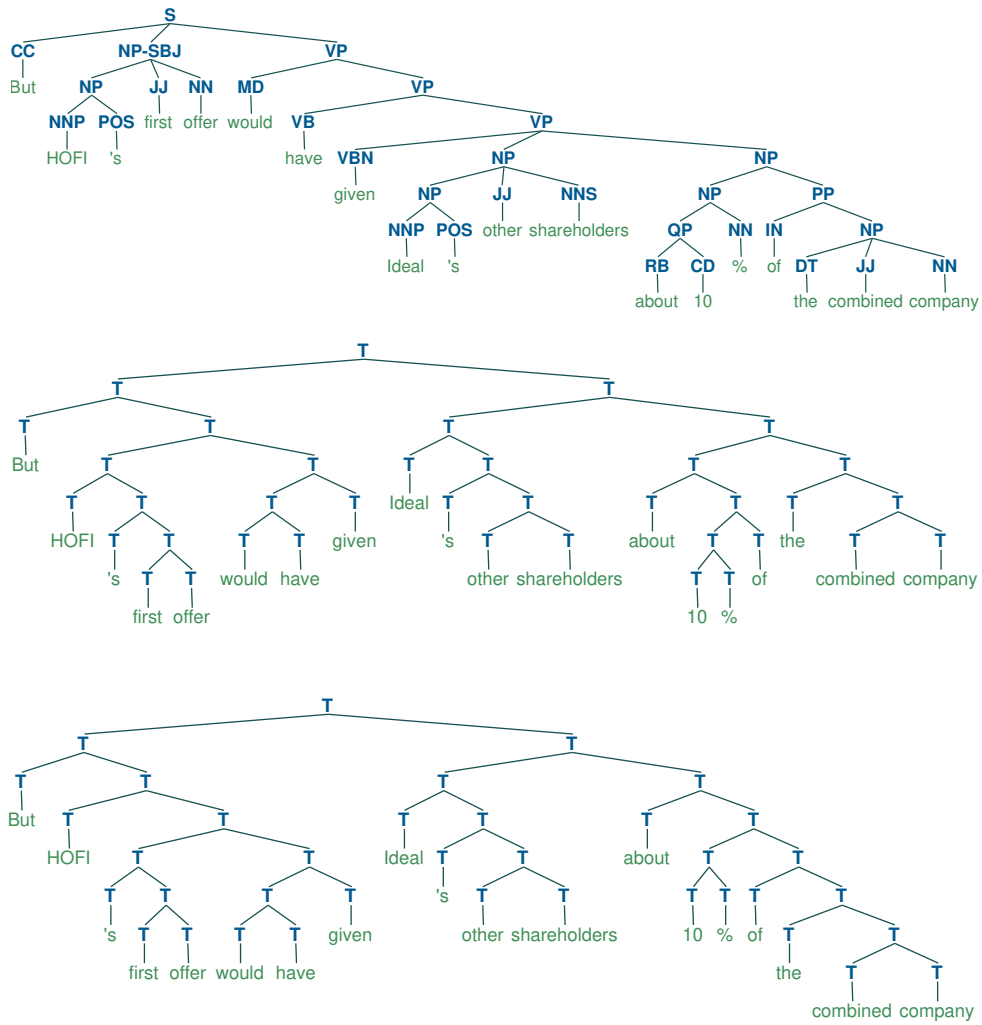 S
CC NP-SBJ VP
But NP JJ NN MD VP
NNP POS first offer would VB VP
HOFI 's have VBN NP NP
given NP JJ NNS NP PP
NNP POS other shareholders QP NN IN NP
Ideal 's RB CD % of DT JJ NN
about 10 the combined company
T
T T
T T T T
But T T T T T T
T T T T Ideal T T T T T T
HOFI T T T T given 's T T about T T the T T
's T T would have other shareholders T T of combined company
first offer 10 %
T
T T
T T T T
But T T T T T T
HOFI T T Ideal T T about T T
T T T T 's T T T T T T
's T T T T given other shareholders 10 % of T T
first offer would have the T T
combined company